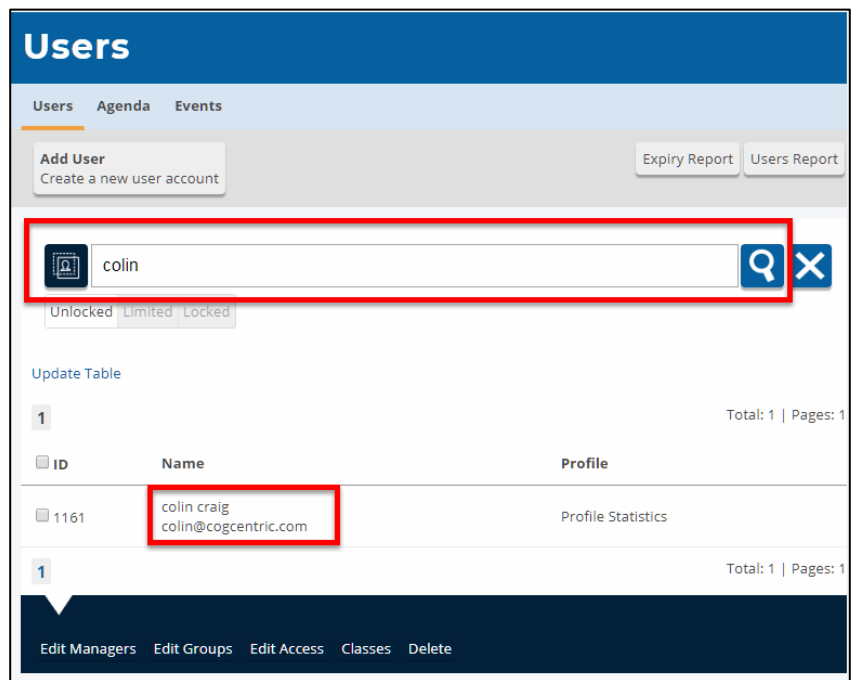 Users
Users Agenda Events
Add User
Create a new user account
Expiry Report Users Report
colin
Unlocked Limited Locked
Update Table
1 Total: 1 | Pages: 1
ID Name Profile
1161 colin craig
colin@cogcentric.com
Profile Statistics
1 Total: 1 | Pages: 1
Edit Managers Edit Groups Edit Access Classes Delete